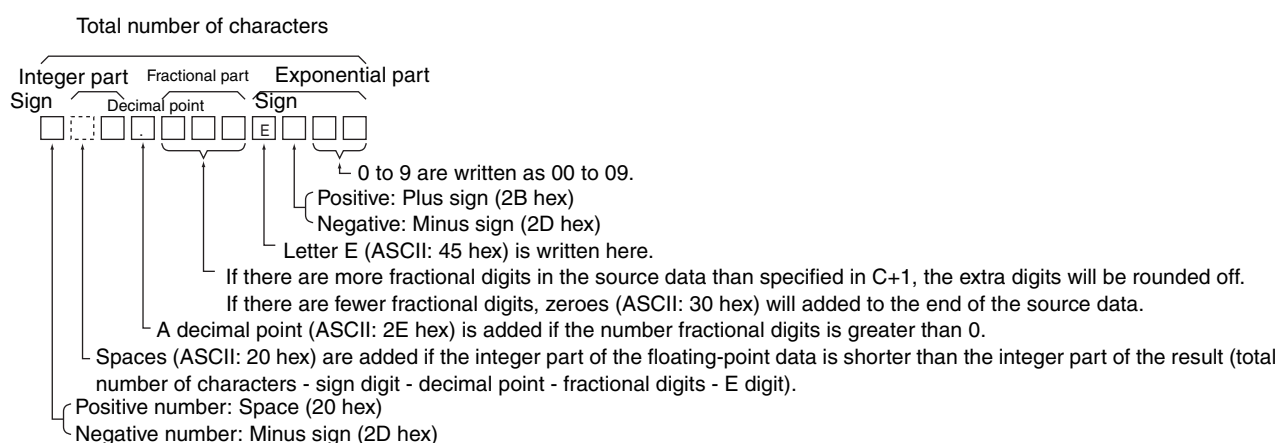 Total number of characters
Integer part Fractional part Exponential part
Sign Decimal point Sign
. E
0 to 9 are written as 00 to 09.
Positive: Plus sign (2B hex)
Negative: Minus sign (2D hex)
Letter E (ASCII: 45 hex) is written here.
If there are more fractional digits in the source data than specified in C+1, the extra digits will be rounded off.
If there are fewer fractional digits, zeroes (ASCII: 30 hex) will added to the end of the source data.
A decimal point (ASCII: 2E hex) is added if the number fractional digits is greater than 0.
Spaces (ASCII: 20 hex) are added if the integer part of the floating-point data is shorter than the integer part of the result (total
number of characters - sign digit - decimal point - fractional digits - E digit).
Positive number: Space (20 hex)
Negative number: Minus sign (2D hex)